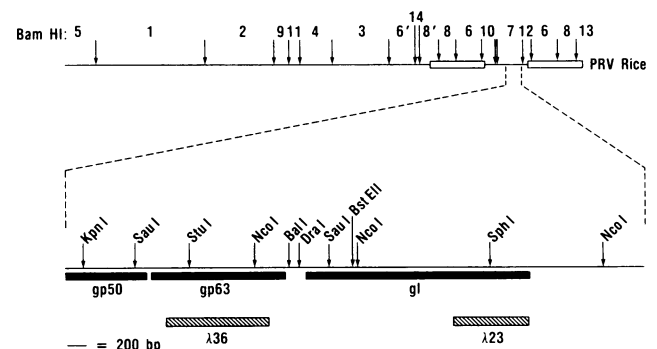 14
Bam HI: 5 1 2 9 11 4 3 6′ 8′ 8 6 10 7 12 6 8 13
PRV Rice
Kpn I Sau I Stu I Nco I Bal I Dra I Sau I Bst EII Nco I Sph I Nco I
gp50 gp63 gI
λ36 λ23
— = 200 bp